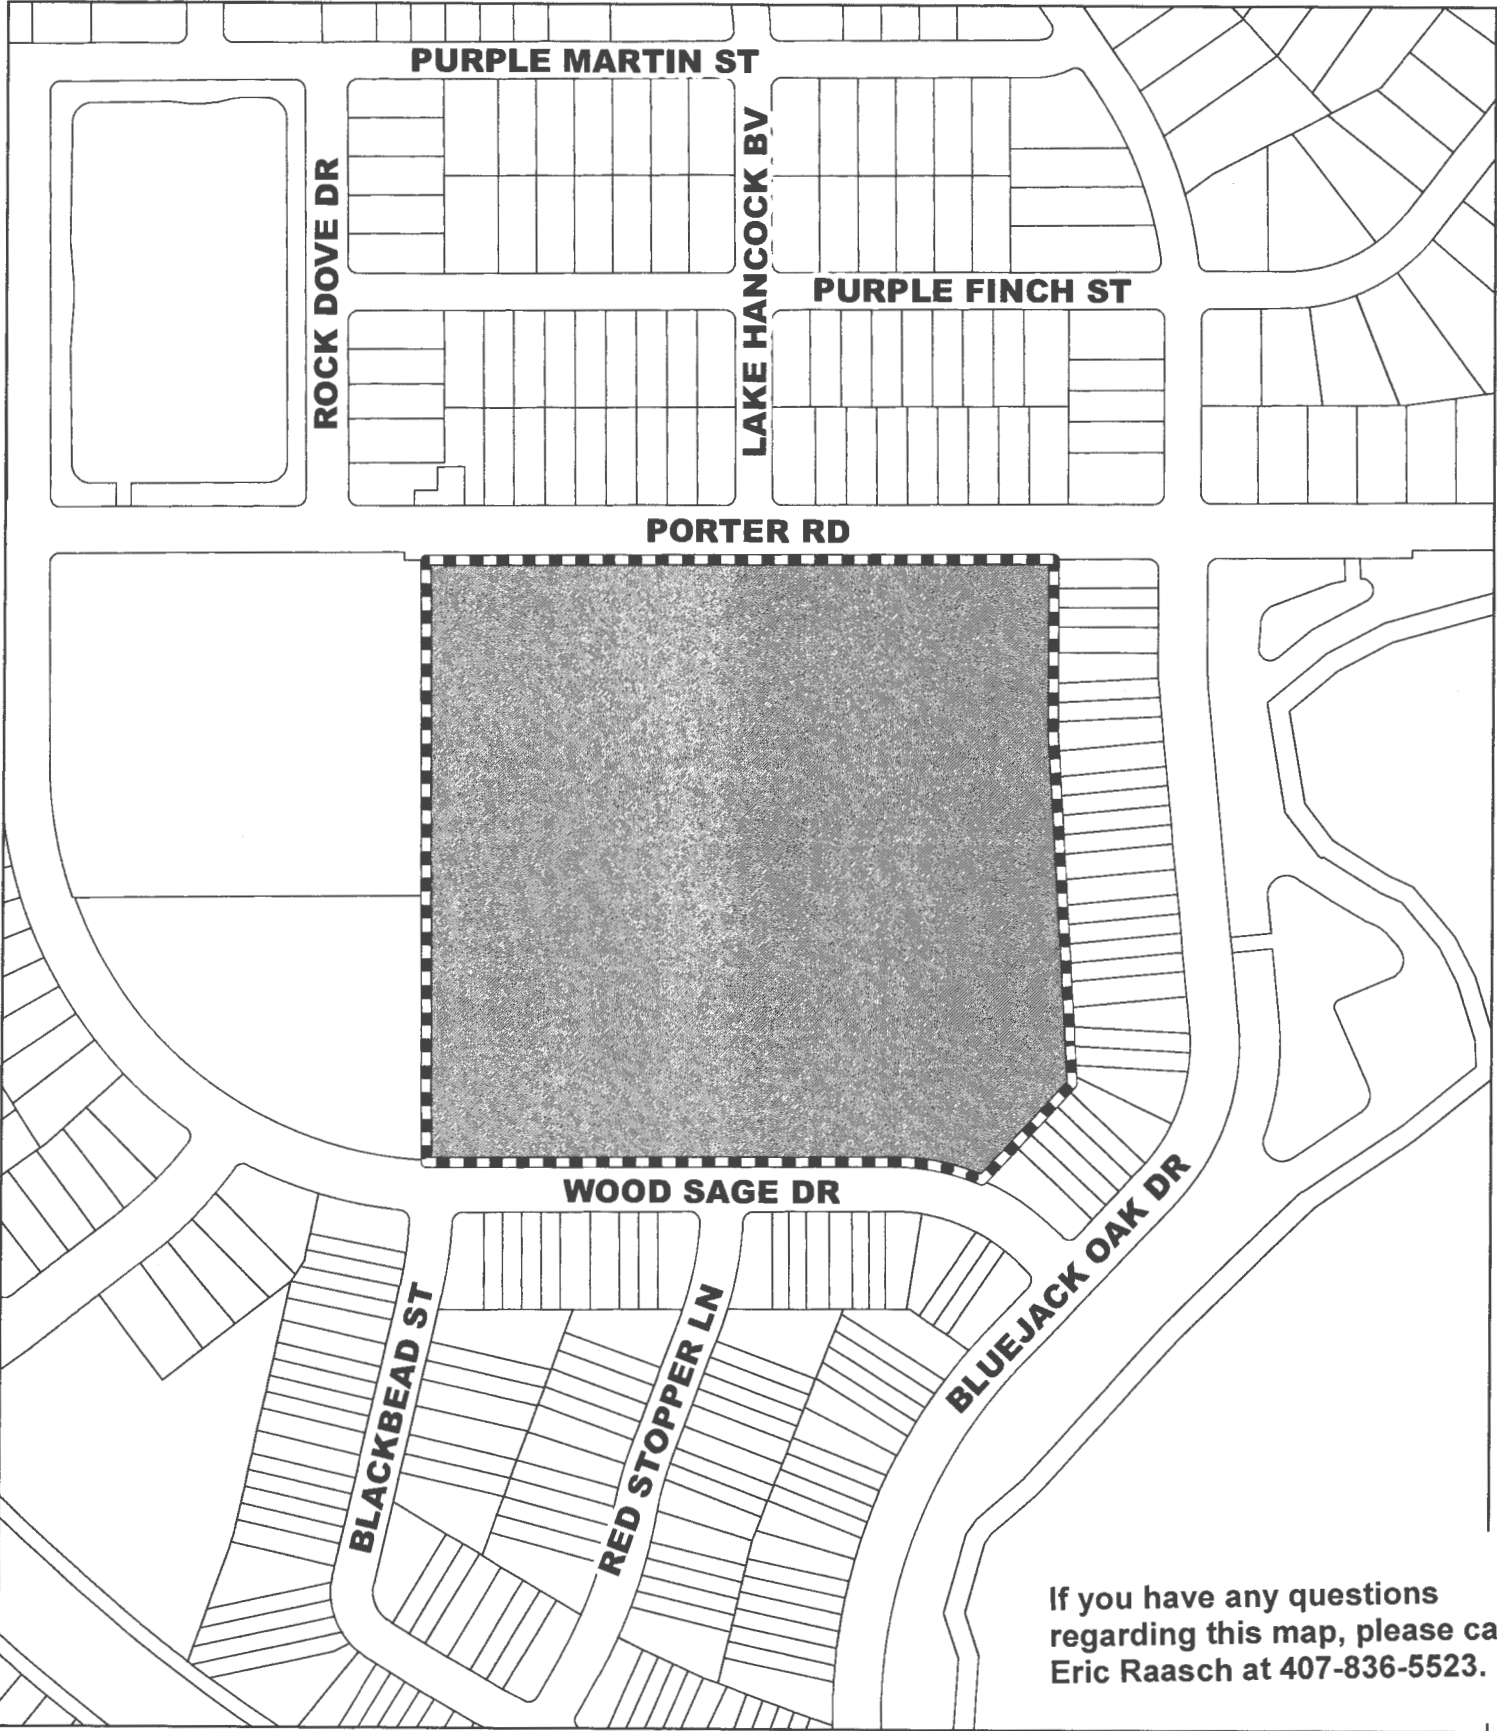 PURPLE MARTIN ST
ROCK DOVE DR
LAKE HANCOCK BV
PURPLE FINCH ST
PORTER RD
WOOD SAGE DR
BLUEJACK OAK DR
BLACKBEAD ST
RED STOPPER LN
If you have any questions
regarding this map, please ca
Eric Raasch at 407-836-5523.